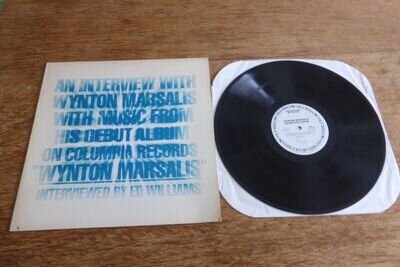 AN INTERVIEW WITH
WYNTON MARSALIS
WITH MUSIC FROM
HIS DEBUT ALBUM
ON COLUMBIA RECORDS
"WYNTON MARSALIS"
INTERVIEWED BY ED WILLIAMS